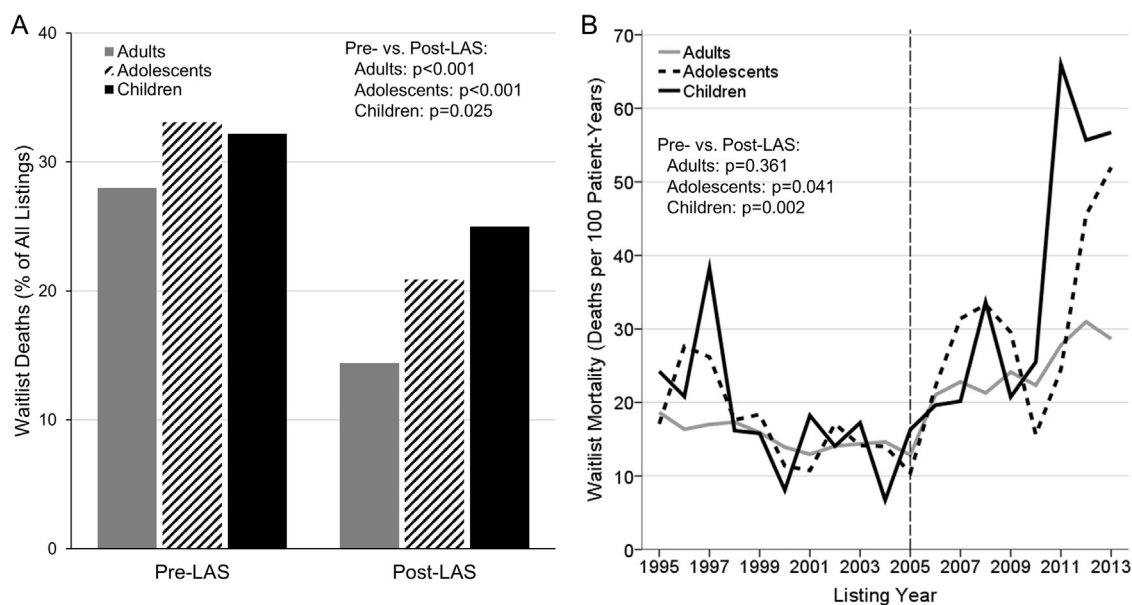 A
Waitlist Deaths (% of All Listings)
40
30
20
10
0
Adults
Adolescents
Children
Pre- vs. Post-LAS:
Adults: p<0.001
Adolescents: p<0.001
Children: p=0.025
Pre-LAS
Post-LAS
B
Waitlist Mortality (Deaths per 100 Patient-Years)
70
60
50
40
30
20
10
0
Adults
Adolescents
Children
Pre- vs. Post-LAS:
Adults: p=0.361
Adolescents: p=0.041
Children: p=0.002
1995 1997 1999 2001 2003 2005 2007 2009 2011 2013
Listing Year